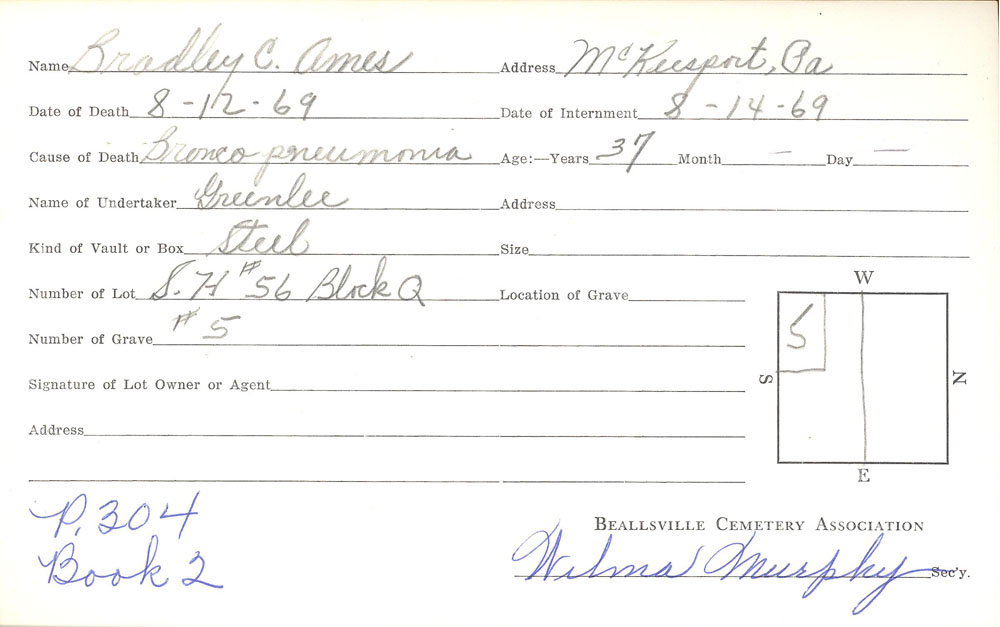 Name Bradley C. Ames Address McKeesport, Pa
Date of Death 8-12-69 Date of Internment 8-14-69
Cause of Death Bronco pneumonia Age:—Years 37 Month — Day —
Name of Undertaker Greenlee Address
Kind of Vault or Box Steel Size
Number of Lot S. H #56 Block Q Location of Grave
Number of Grave #5
Signature of Lot Owner or Agent
Address
W
5
S
N
E
P. 304
Book 2
BEALLSVILLE CEMETERY ASSOCIATION
Wilma Murphy Sec'y.